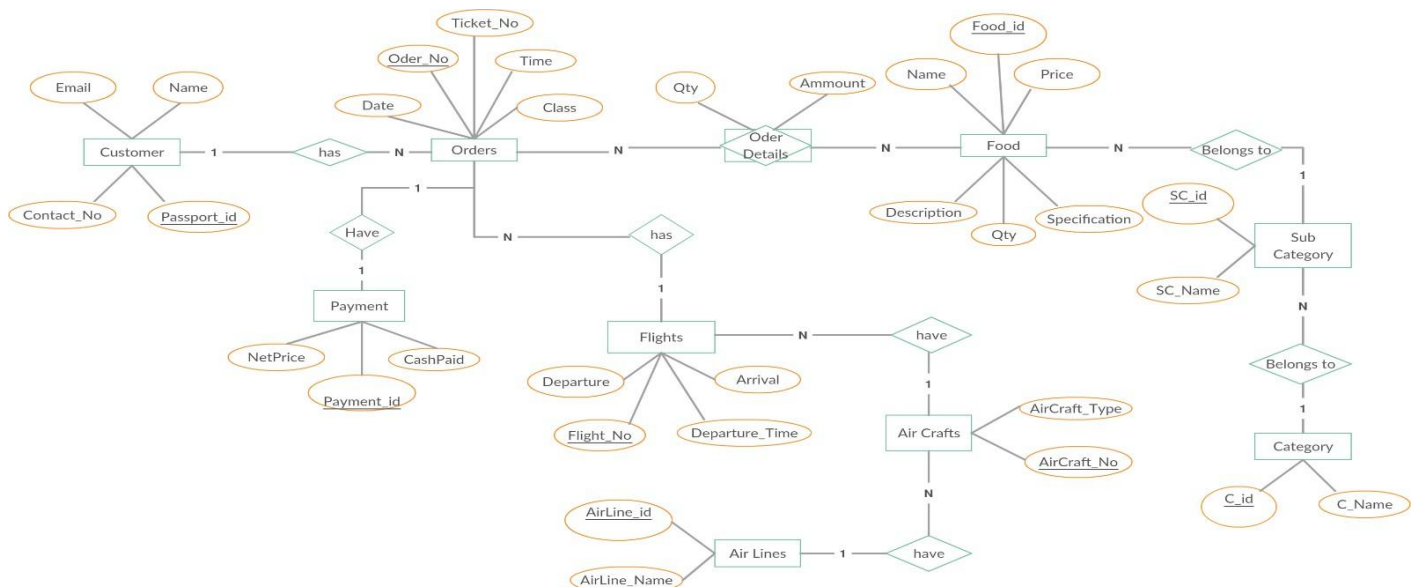 Ticket_No
Food_id
Oder_No
Time
Email
Name
Name
Price
Qty
Ammount
Date
Class
Customer
1
has
N
Orders
N
Oder
Details
N
Food
N
Belongs to
1
1
Contact_No
Passport_id
Description
Specification
Qty
SC_id
Have
N
has
Sub
Category
1
1
SC_Name
Payment
N
Flights
N
have
NetPrice
CashPaid
Belongs to
Departure
Arrival
1
Payment_id
1
AirCraft_Type
Flight_No
Departure_Time
Air Crafts
Category
AirCraft_No
N
C_id
C_Name
AirLine_id
Air Lines
1
have
AirLine_Name